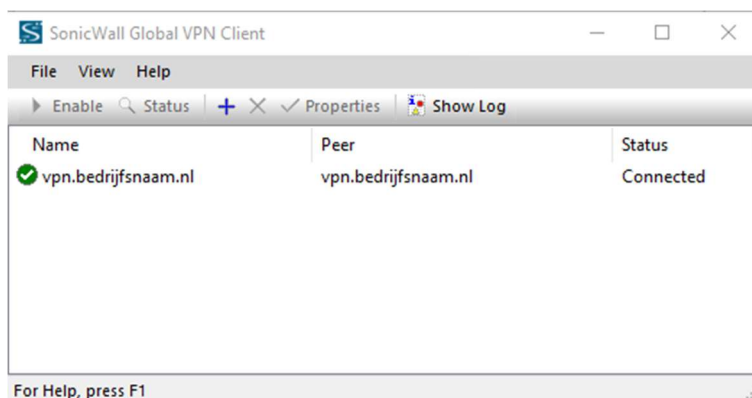 SonicWall Global VPN Client
File View Help
Enable Status Properties Show Log
Name Peer Status
vpn.bedrijfsnaam.nl vpn.bedrijfsnaam.nl Connected
For Help, press F1